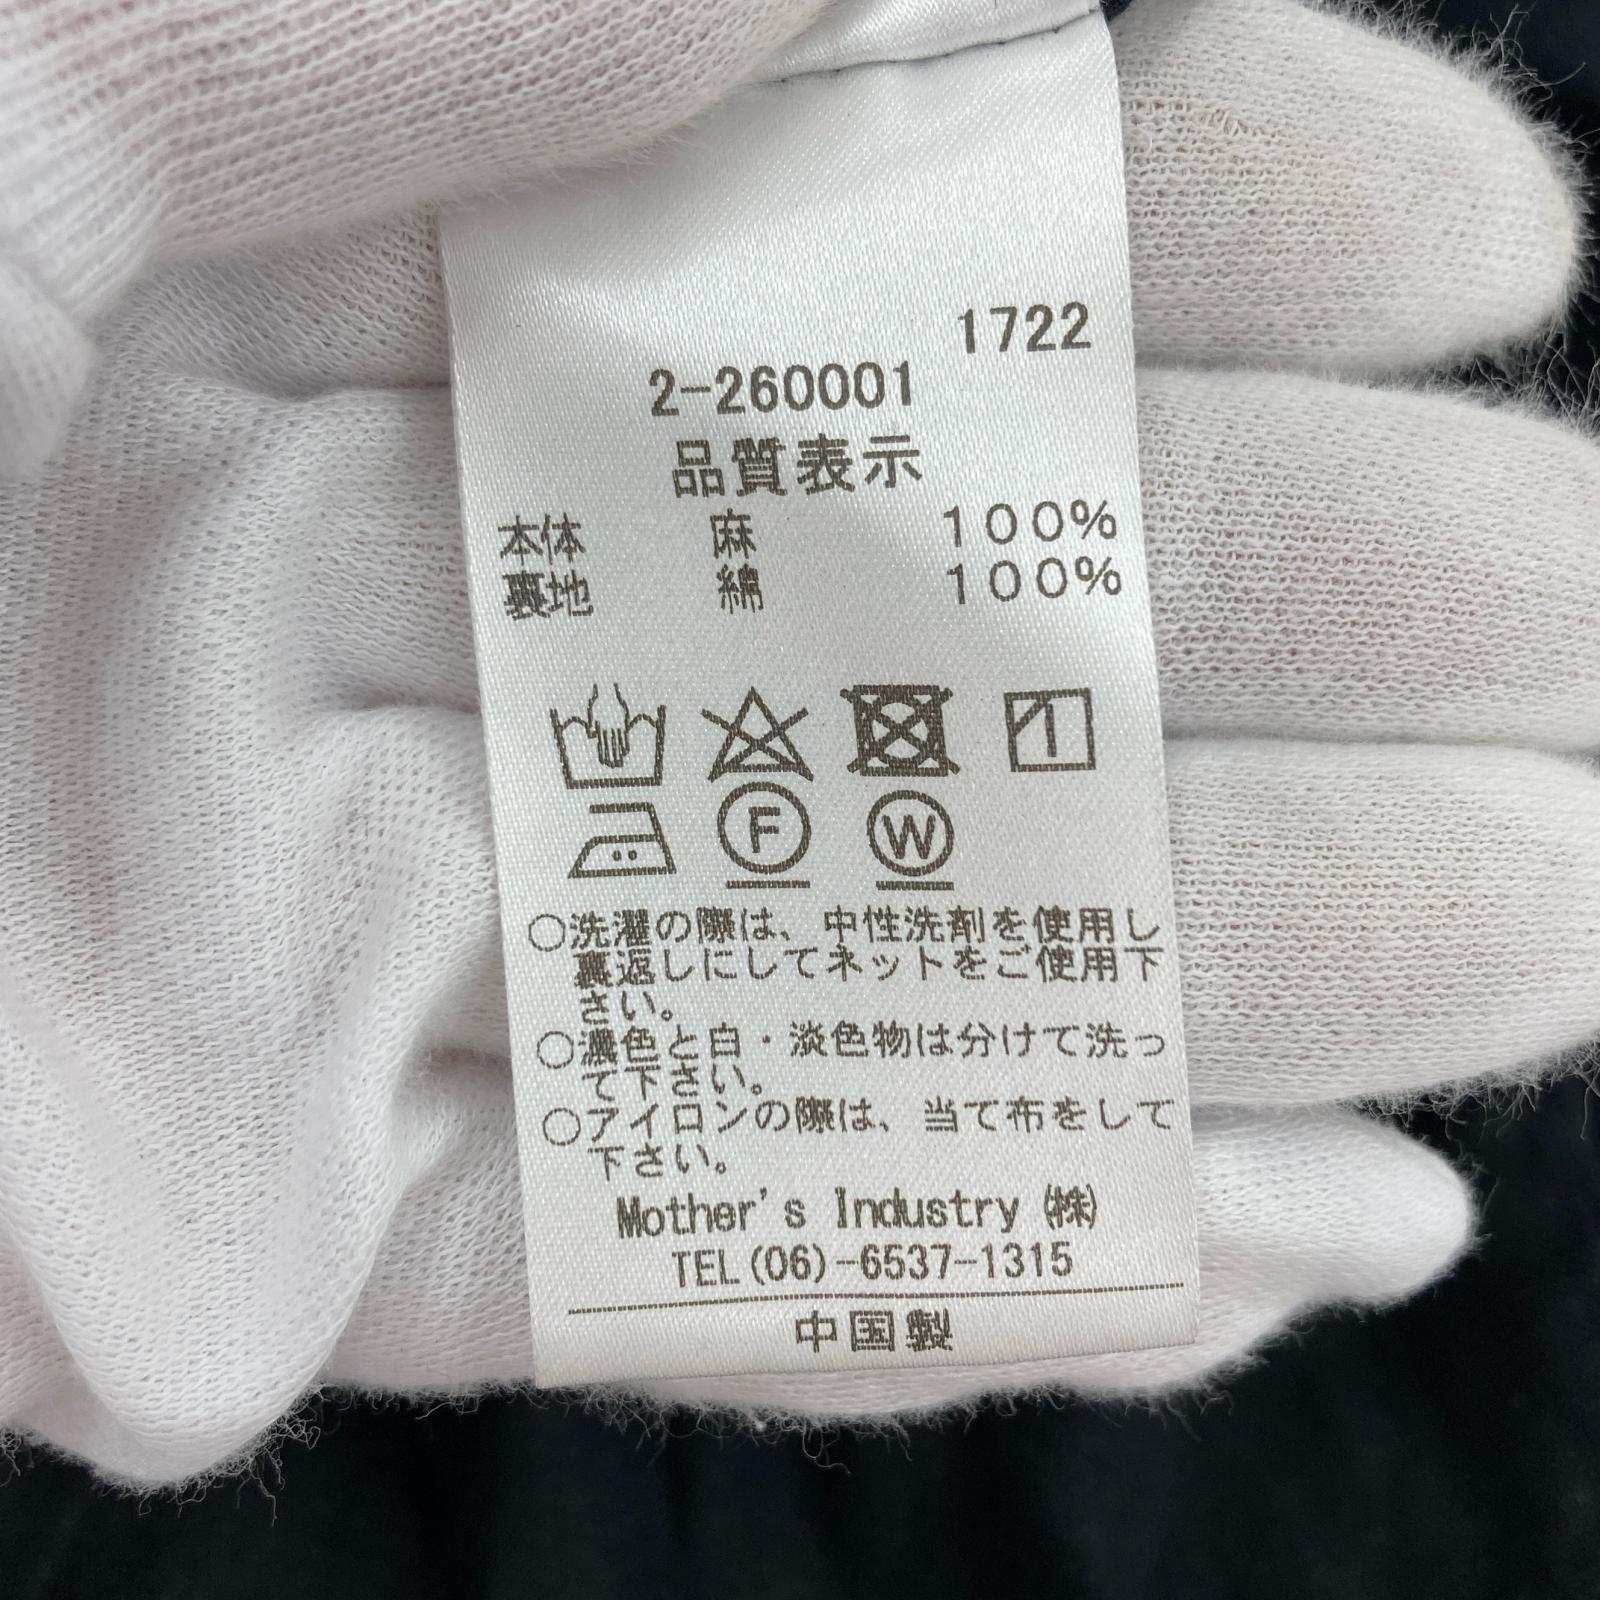 1722
2-260001
品質表示
本体 麻 100%
裏地 綿 100%
F W
○洗濯の際は、中性洗剤を使用し
裏返しにしてネットをご使用下
さい。
○濃色と白・淡色物は分けて洗っ
て下さい。
○アイロンの際は、当て布をして
下さい。
Mother's Industry ㈱
TEL(06)-6537-1315
中国製